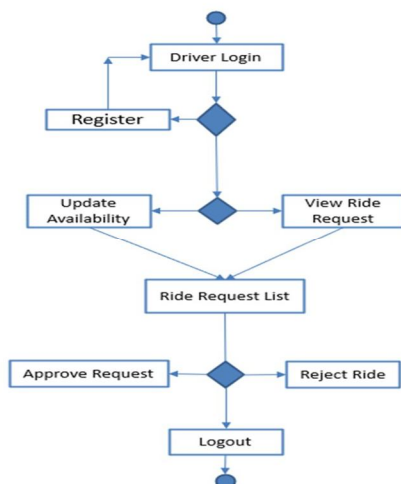 Driver Login
Register
Update
Availability
View Ride
Request
Ride Request List
Approve Request
Reject Ride
Logout